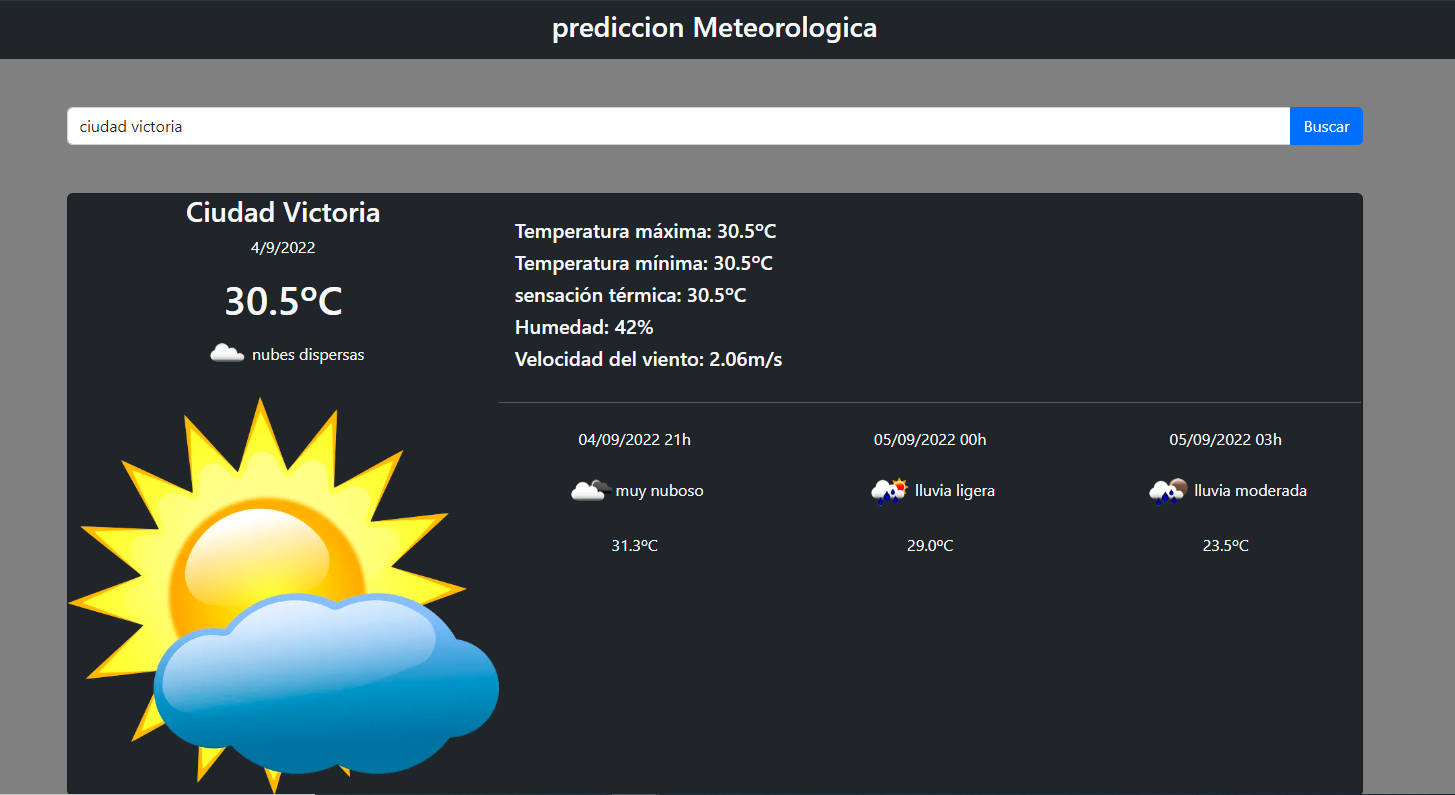 prediccion Meteorologica
ciudad victoria
Buscar
Ciudad Victoria
4/9/2022
30.5ºC
nubes dispersas
Temperatura máxima: 30.5ºC
Temperatura mínima: 30.5ºC
sensación térmica: 30.5ºC
Humedad: 42%
Velocidad del viento: 2.06m/s
04/09/2022 21h
muy nuboso
31.3ºC
05/09/2022 00h
lluvia ligera
29.0ºC
05/09/2022 03h
lluvia moderada
23.5ºC